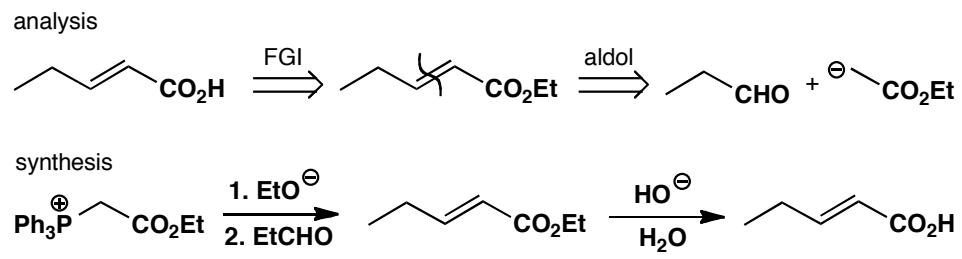 analysis
FGI
aldol
CO₂H
CO₂Et
CHO + ⊖ CO₂Et
synthesis
Ph₃P⊕ CO₂Et
1. EtO⊖
2. EtCHO
CO₂Et
HO⊖
H₂O
CO₂H